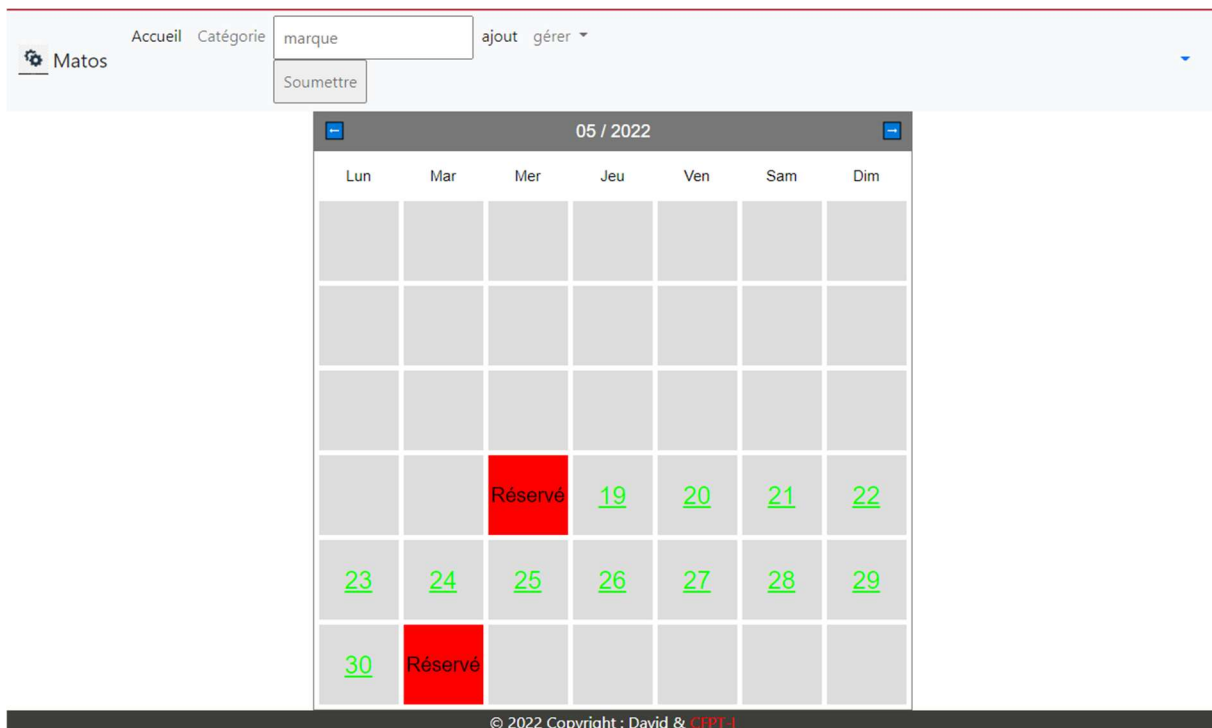 Matos
Accueil Catégorie marque ajout gérer
Soumettre
← 05 / 2022 →
Lun Mar Mer Jeu Ven Sam Dim
Réservé 19 20 21 22
23 24 25 26 27 28 29
30 Réservé
© 2022 Copyright : David & CFPT-I